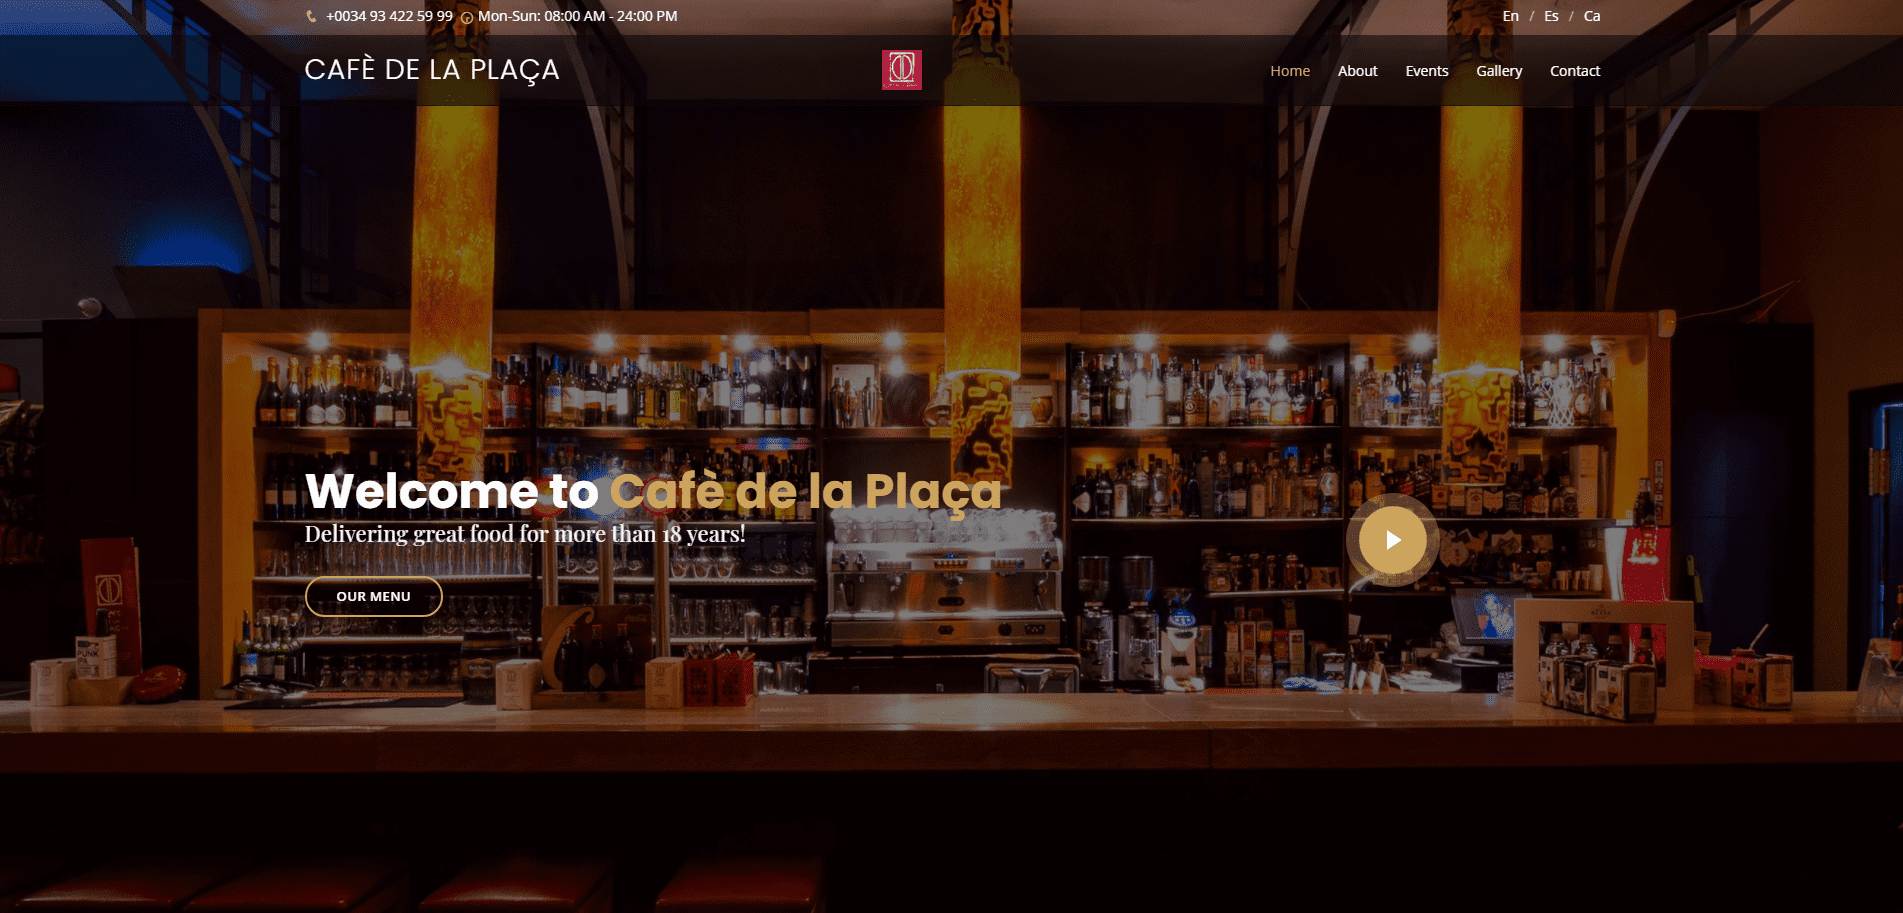 +0034 93 422 59 99 Mon-Sun: 08:00 AM - 24:00 PM
En / Es / Ca
CAFÈ DE LA PLAÇA
Home About Events Gallery Contact
Welcome to Cafè de la Plaça
Delivering great food for more than 18 years!
OUR MENU
PUNK
IPA